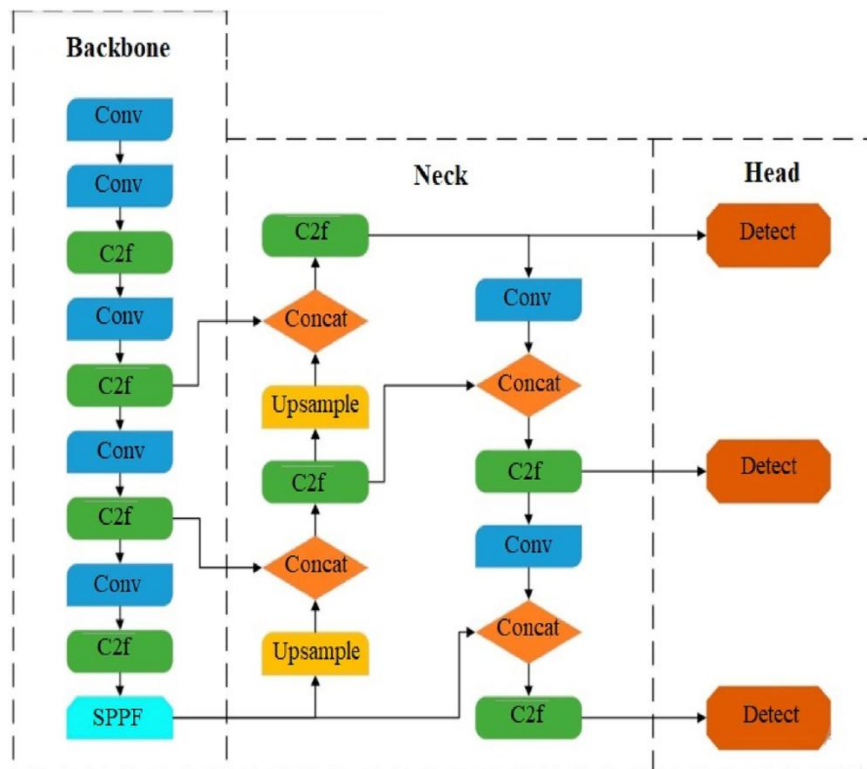 Backbone
Conv
Conv
C2f
Conv
C2f
Conv
C2f
Conv
C2f
SPPF
Neck
C2f
Concat
Upsample
C2f
Concat
Upsample
Conv
Concat
C2f
Conv
Concat
C2f
Head
Detect
Detect
Detect